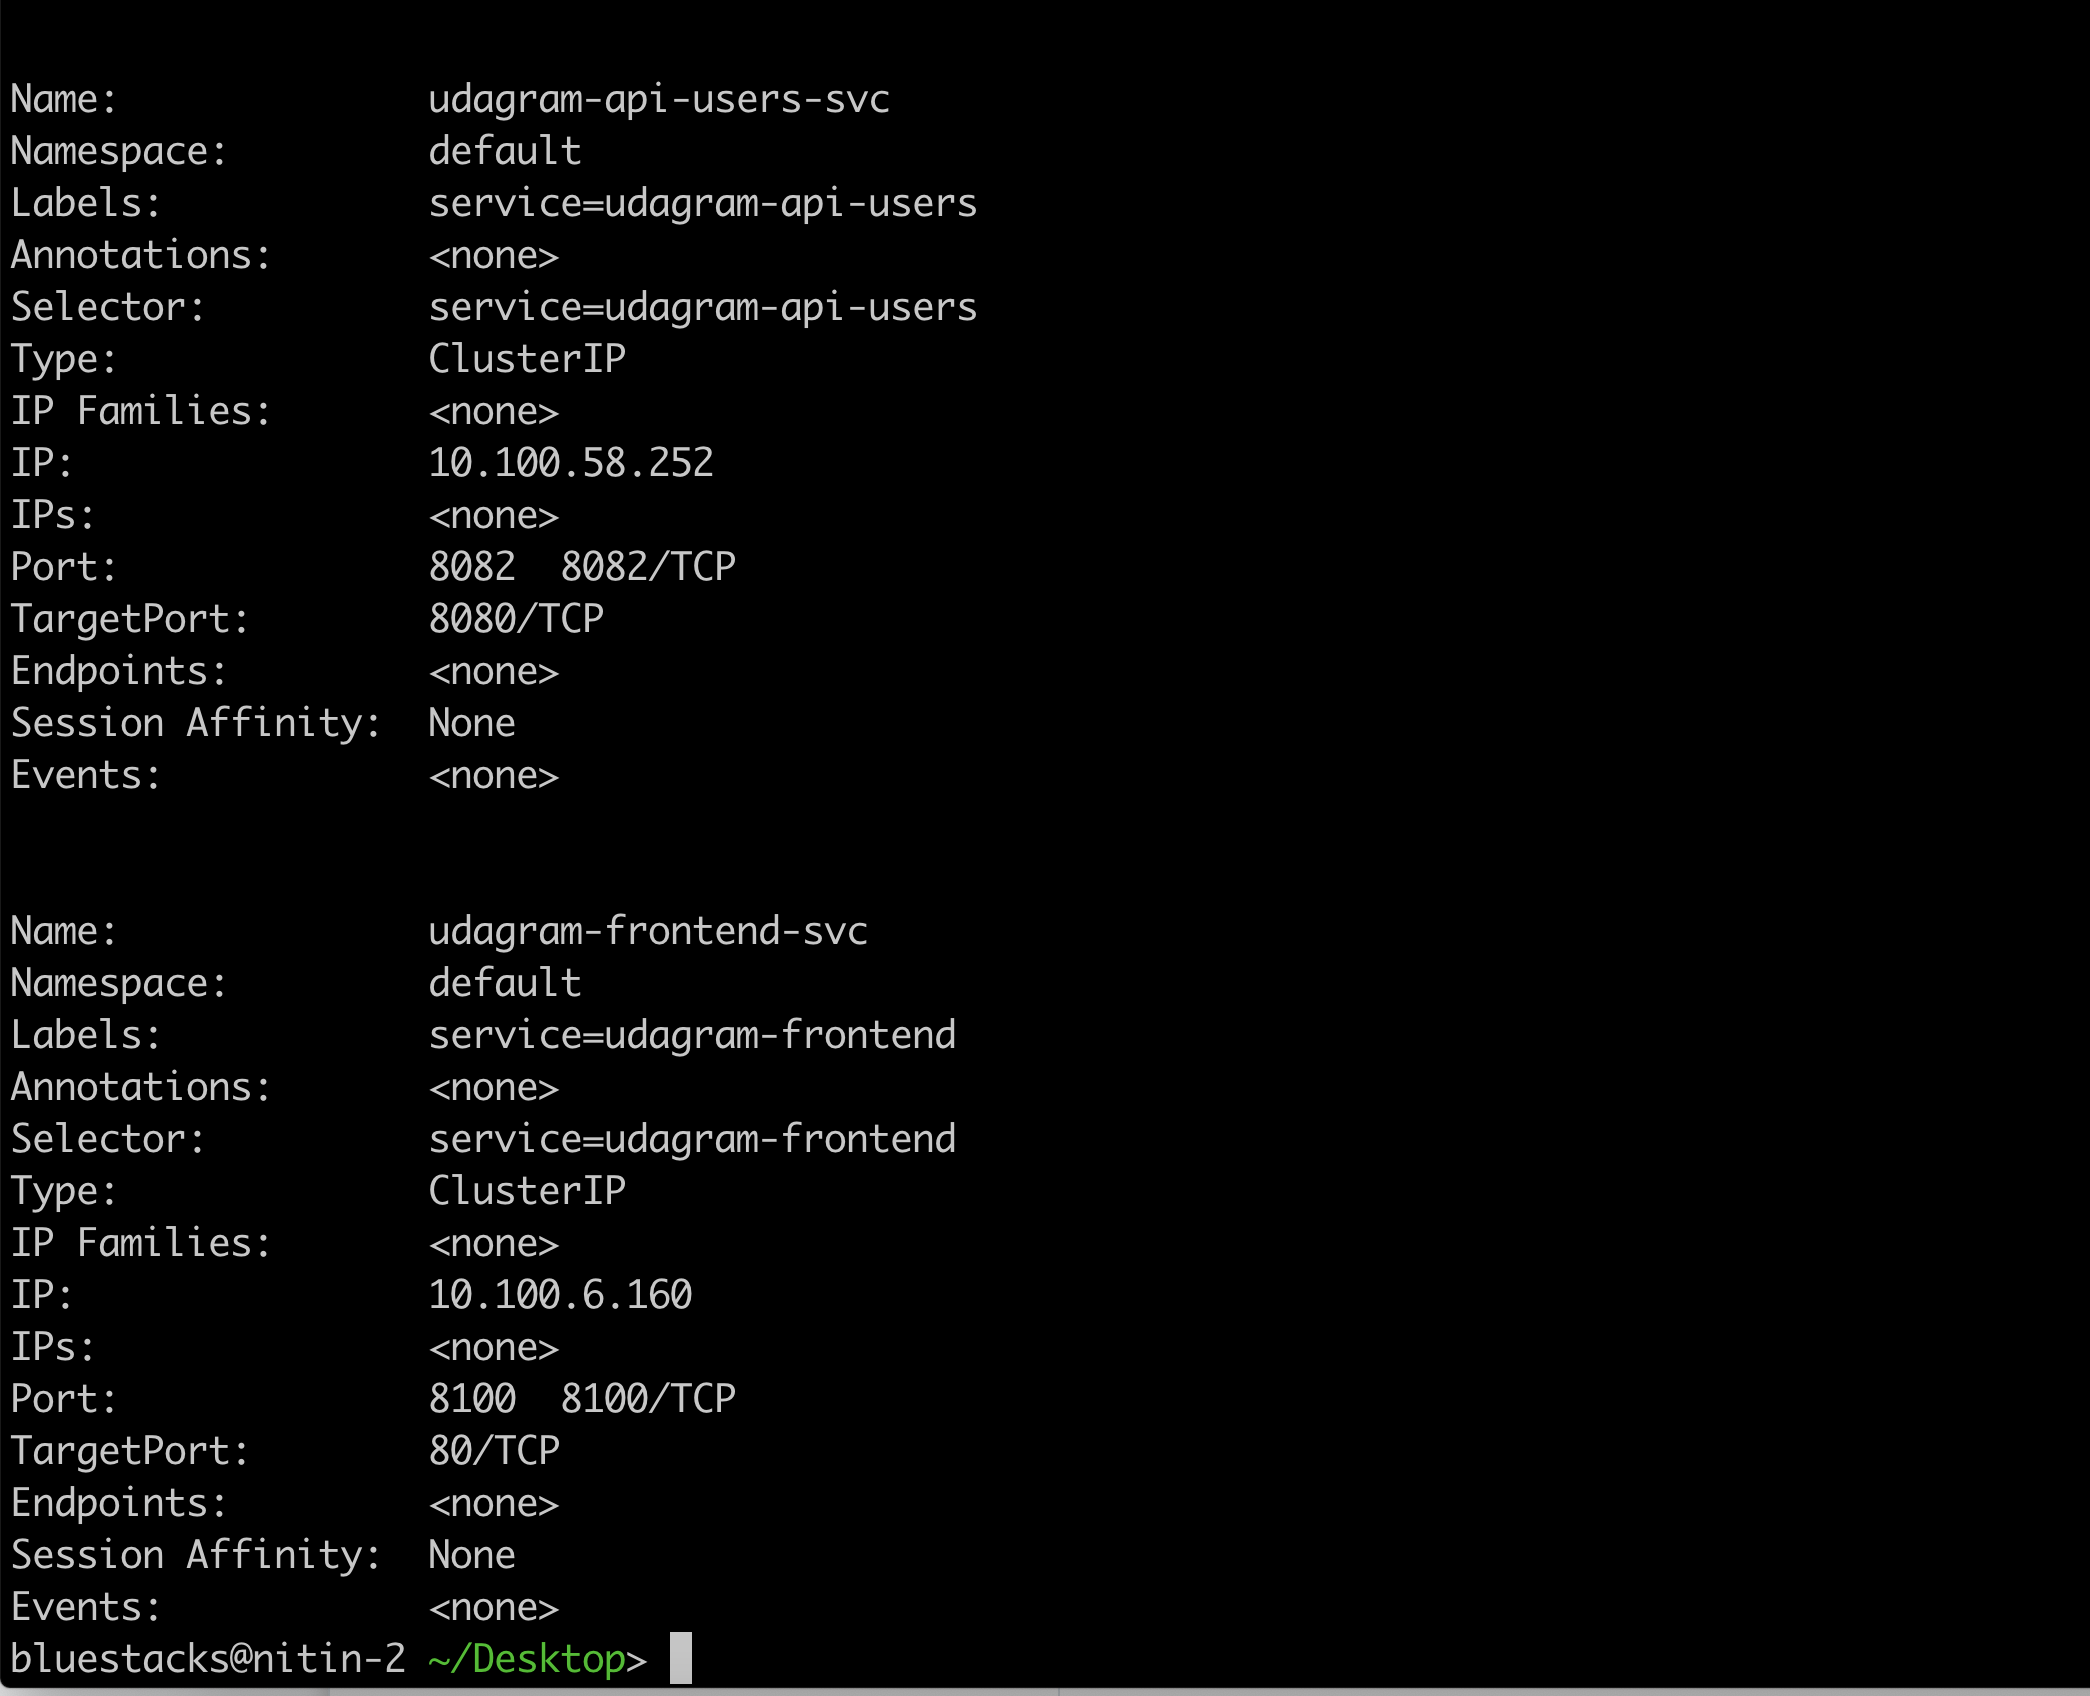 Name:              udagram-api-users-svc
Namespace:         default
Labels:            service=udagram-api-users
Annotations:       <none>
Selector:          service=udagram-api-users
Type:              ClusterIP
IP Families:       <none>
IP:                10.100.58.252
IPs:               <none>
Port:              8082  8082/TCP
TargetPort:        8080/TCP
Endpoints:         <none>
Session Affinity:  None
Events:            <none>
Name:              udagram-frontend-svc
Namespace:         default
Labels:            service=udagram-frontend
Annotations:       <none>
Selector:          service=udagram-frontend
Type:              ClusterIP
IP Families:       <none>
IP:                10.100.6.160
IPs:               <none>
Port:              8100  8100/TCP
TargetPort:        80/TCP
Endpoints:         <none>
Session Affinity:  None
Events:            <none>
bluestacks@nitin-2 ~/Desktop>